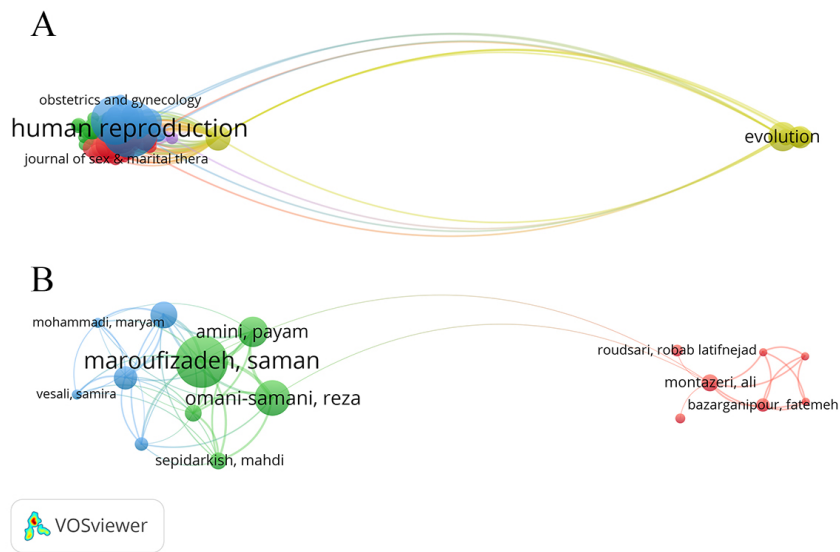 A
obstetrics and gynecology
human reproduction
journal of sex & marital thera
evolution
B
mohammadi, maryam
amini, payam
maroufizadeh, saman
vesali, samira
omani-samani, reza
sepidarkish, mahdi
roudsari, robab latifnejad
montazeri, ali
bazarganipour, fatemeh
VOSviewer